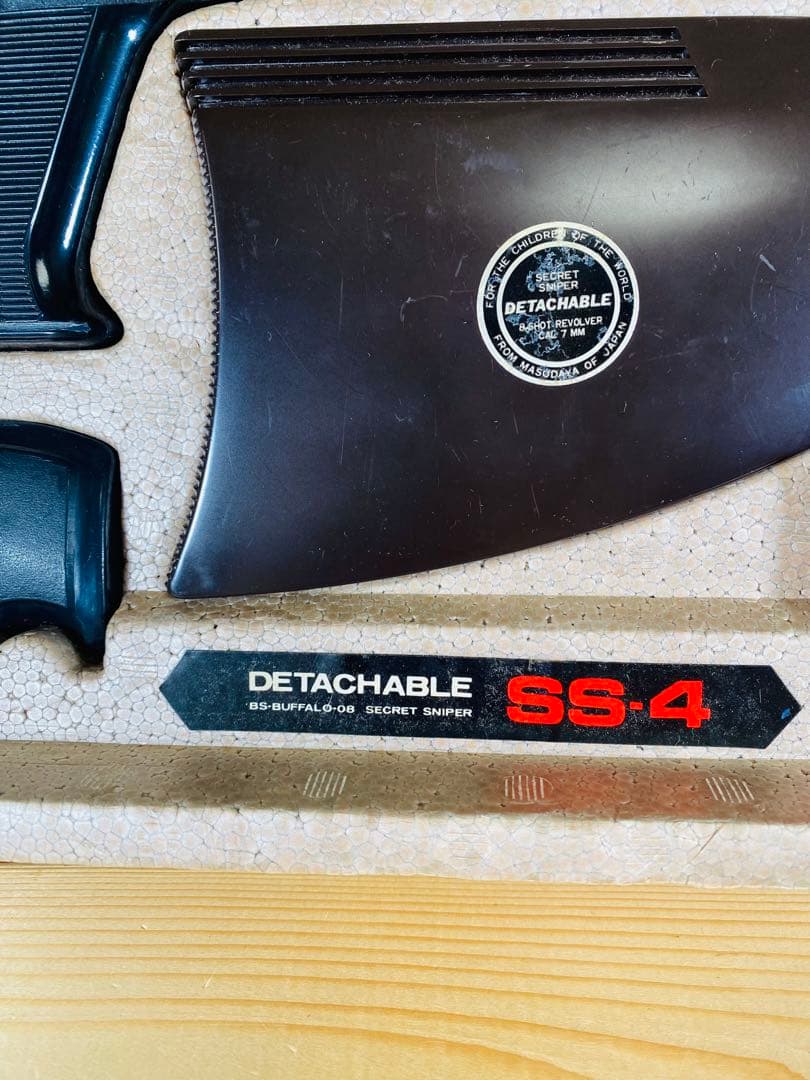 FOR THE CHILDREN OF THE WORLD
SECRET
SNIPER
DETACHABLE
8-SHOT REVOLVER
CAL 7 MM
FROM MASUDAYA OF JAPAN
DETACHABLE
BS-BUFFALO-08 SECRET SNIPER
SS-4